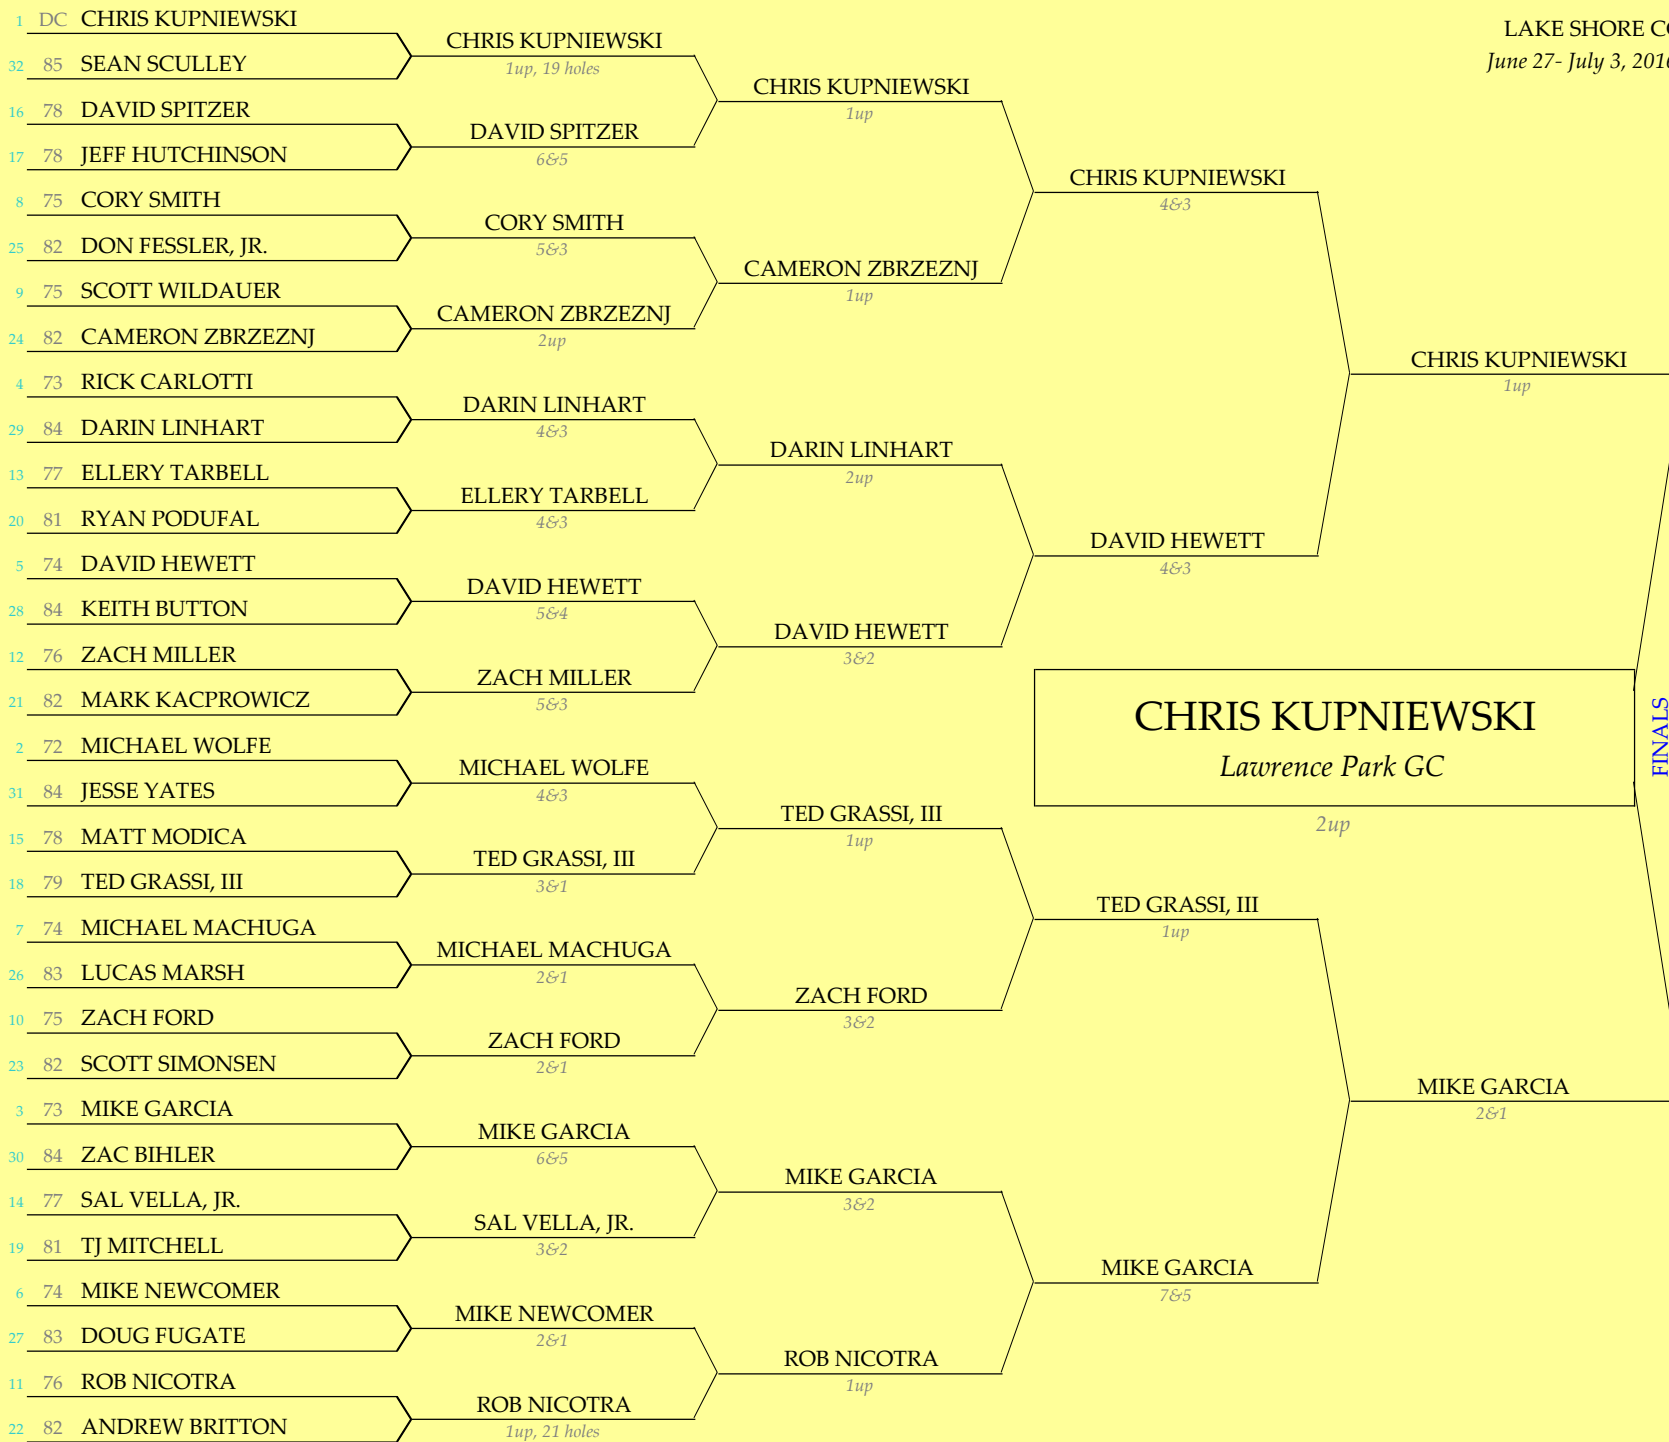 LAKE SHORE
June 27- July 3, 2016
1 DC CHRIS KUPNIEWSKI
32 85 SEAN SCULLEY
16 78 DAVID SPITZER
17 78 JEFF HUTCHINSON
8 75 CORY SMITH
25 82 DON FESSLER, JR.
9 75 SCOTT WILDAUER
24 82 CAMERON ZBRZEZNJ
4 73 RICK CARLOTTI
29 84 DARIN LINHART
13 77 ELLERY TARBELL
20 81 RYAN PODUFAL
5 74 DAVID HEWETT
28 84 KEITH BUTTON
12 76 ZACH MILLER
21 82 MARK KACPROWICZ
2 72 MICHAEL WOLFE
31 84 JESSE YATES
15 78 MATT MODICA
18 79 TED GRASSI, III
7 74 MICHAEL MACHUGA
26 83 LUCAS MARSH
10 75 ZACH FORD
23 82 SCOTT SIMONSEN
3 73 MIKE GARCIA
30 84 ZAC BIHLER
14 77 SAL VELLA, JR.
19 81 TJ MITCHELL
6 74 MIKE NEWCOMER
27 83 DOUG FUGATE
11 76 ROB NICOTRA
22 82 ANDREW BRITTON
CHRIS KUPNIEWSKI
1up, 19 holes
DAVID SPITZER
6&5
CORY SMITH
5&3
CAMERON ZBRZEZNJ
2up
DARIN LINHART
4&3
ELLERY TARBELL
4&3
DAVID HEWETT
5&4
ZACH MILLER
5&3
MICHAEL WOLFE
4&3
TED GRASSI, III
3&1
MICHAEL MACHUGA
2&1
ZACH FORD
2&1
MIKE GARCIA
6&5
SAL VELLA, JR.
3&2
MIKE NEWCOMER
2&1
ROB NICOTRA
1up, 21 holes
CHRIS KUPNIEWSKI
1up
CAMERON ZBRZEZNJ
1up
DARIN LINHART
2up
DAVID HEWETT
3&2
TED GRASSI, III
1up
ZACH FORD
3&2
MIKE GARCIA
3&2
ROB NICOTRA
1up
CHRIS KUPNIEWSKI
4&3
DAVID HEWETT
4&3
TED GRASSI, III
1up
MIKE GARCIA
7&5
CHRIS KUPNIEWSKI
1up
MIKE GARCIA
2&1
CHRIS KUPNIEWSKI
Lawrence Park GC
2up
FINALS